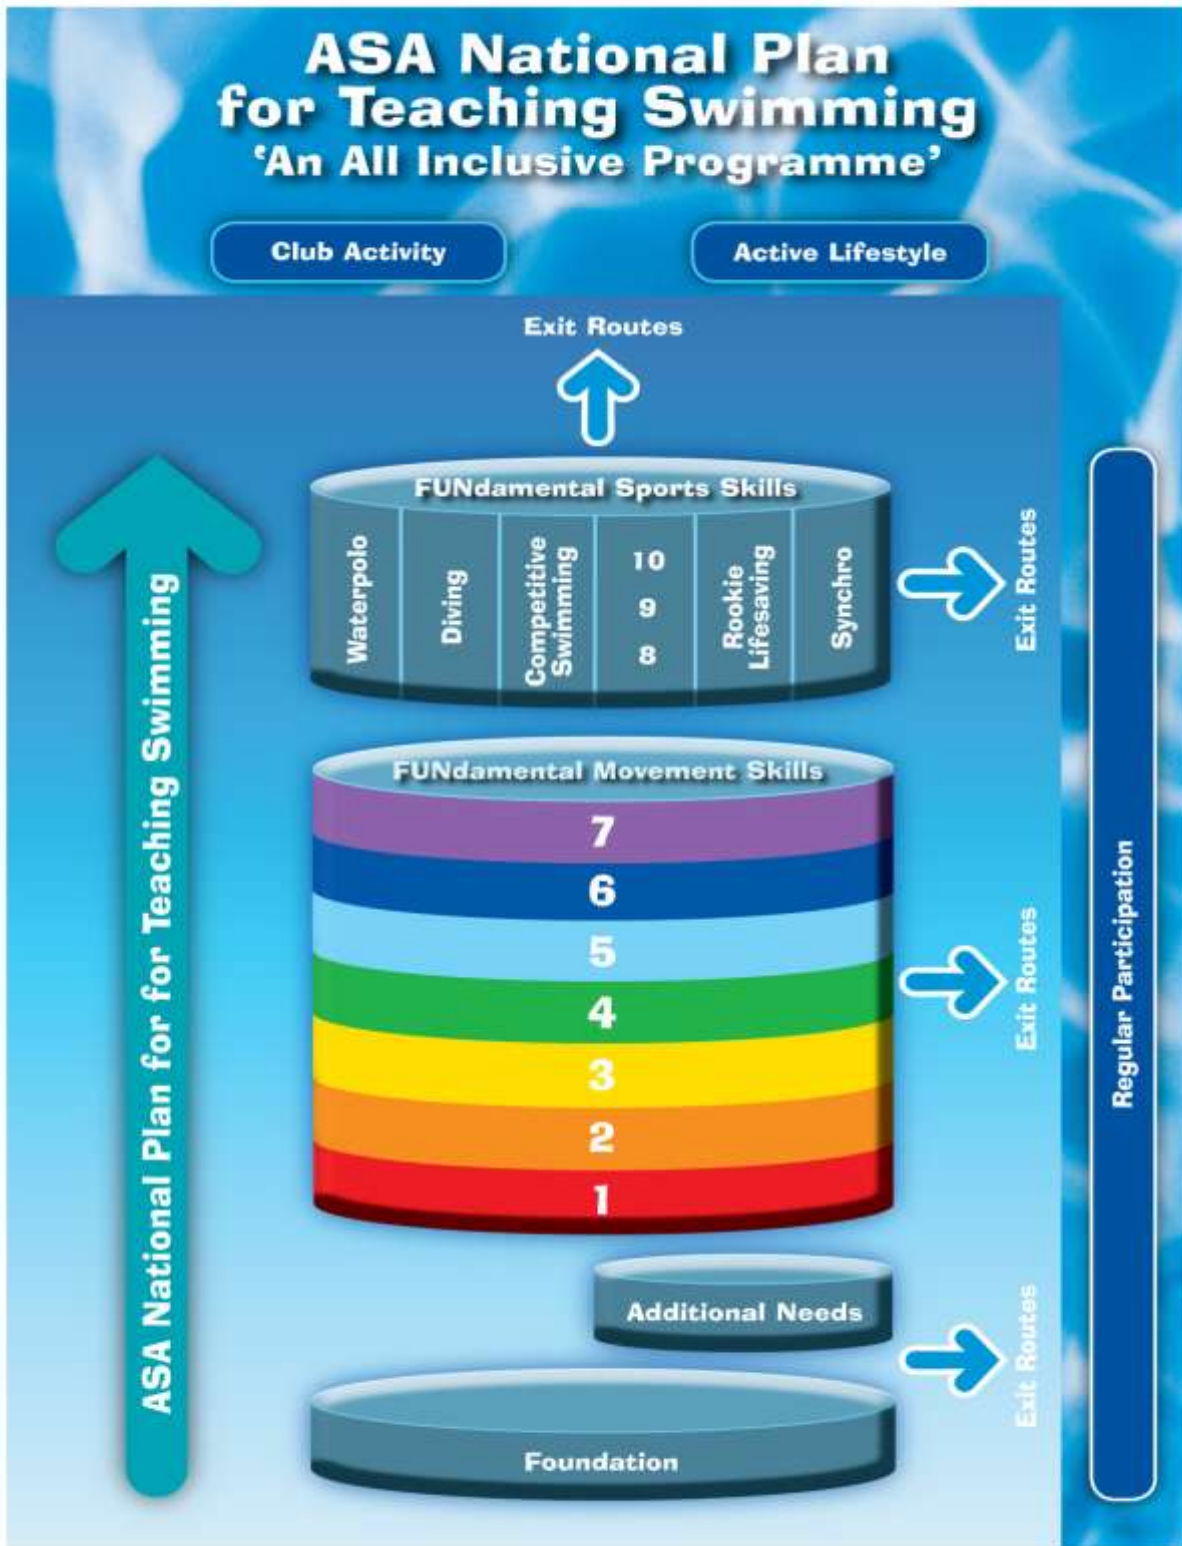 ASA National Plan
for Teaching Swimming
'An All Inclusive Programme'
Club Activity
Active Lifestyle
Exit Routes
FUNdamental Sports Skills
Waterpolo
Diving
Competitive
Swimming
10
9
8
Rookie
Lifesaving
Synchro
Exit Routes
FUNdamental Movement Skills
7
6
5
4
3
2
1
Exit Routes
Additional Needs
Foundation
Exit Routes
ASA National Plan for for Teaching Swimming
Regular Participation